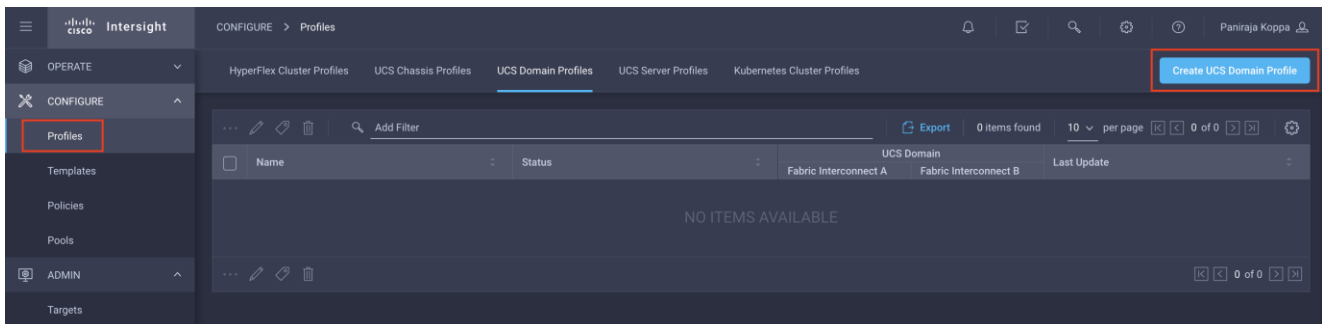 cisco Intersight CONFIGURE > Profiles Paniraja Koppa
OPERATE
HyperFlex Cluster Profiles UCS Chassis Profiles UCS Domain Profiles UCS Server Profiles Kubernetes Cluster Profiles Create UCS Domain Profile
CONFIGURE
Profiles
Add Filter Export 0 items found 10 per page 0 of 0
Name Status UCS Domain Last Update
Fabric Interconnect A Fabric Interconnect B
Templates
Policies
NO ITEMS AVAILABLE
Pools
ADMIN
0 of 0
Targets